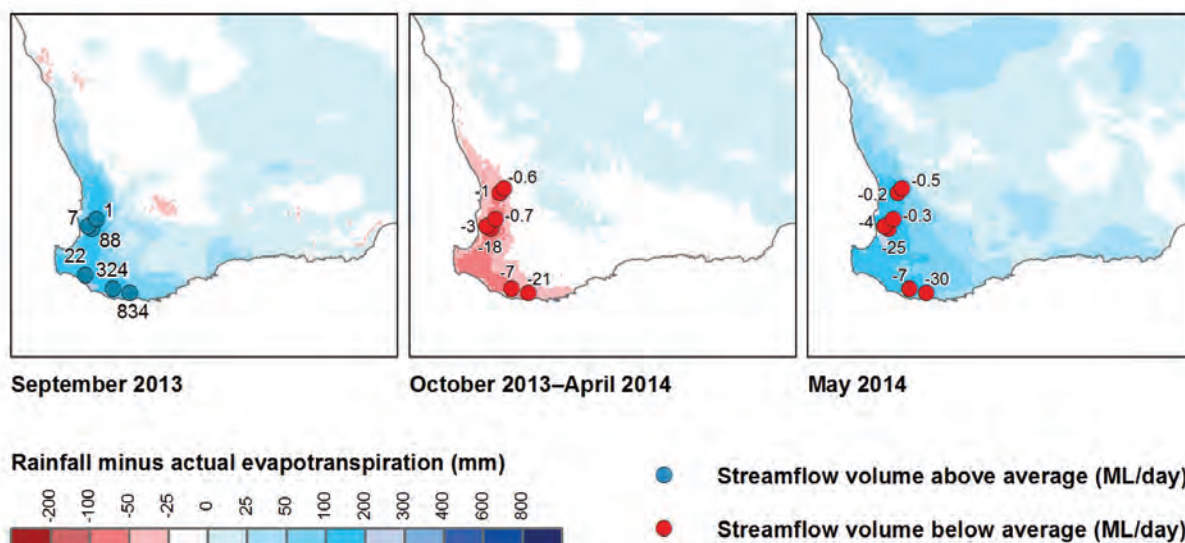 7
1
88
22
324
834
-0.6
-1
-0.7
-3
-18
-7
-21
-0.5
-0.2
-0.3
-4
-25
-7
-30
September 2013
October 2013–April 2014
May 2014
Rainfall minus actual evapotranspiration (mm)
-200 -100 -50 -25 0 25 50 100 200 300 400 600 800
Streamflow volume above average (ML/day)
Streamflow volume below average (ML/day)